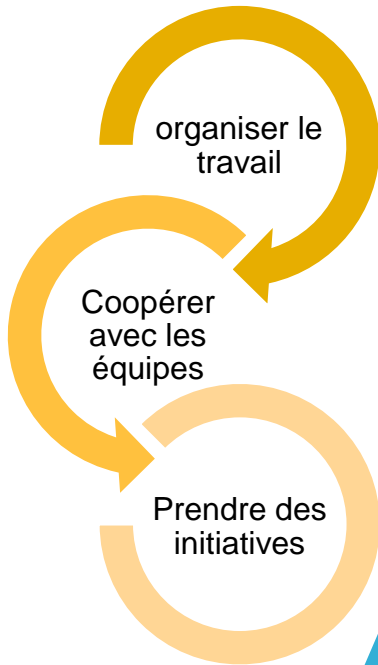 organiser le
travail
Coopérer
avec les
équipes
Prendre des
initiatives